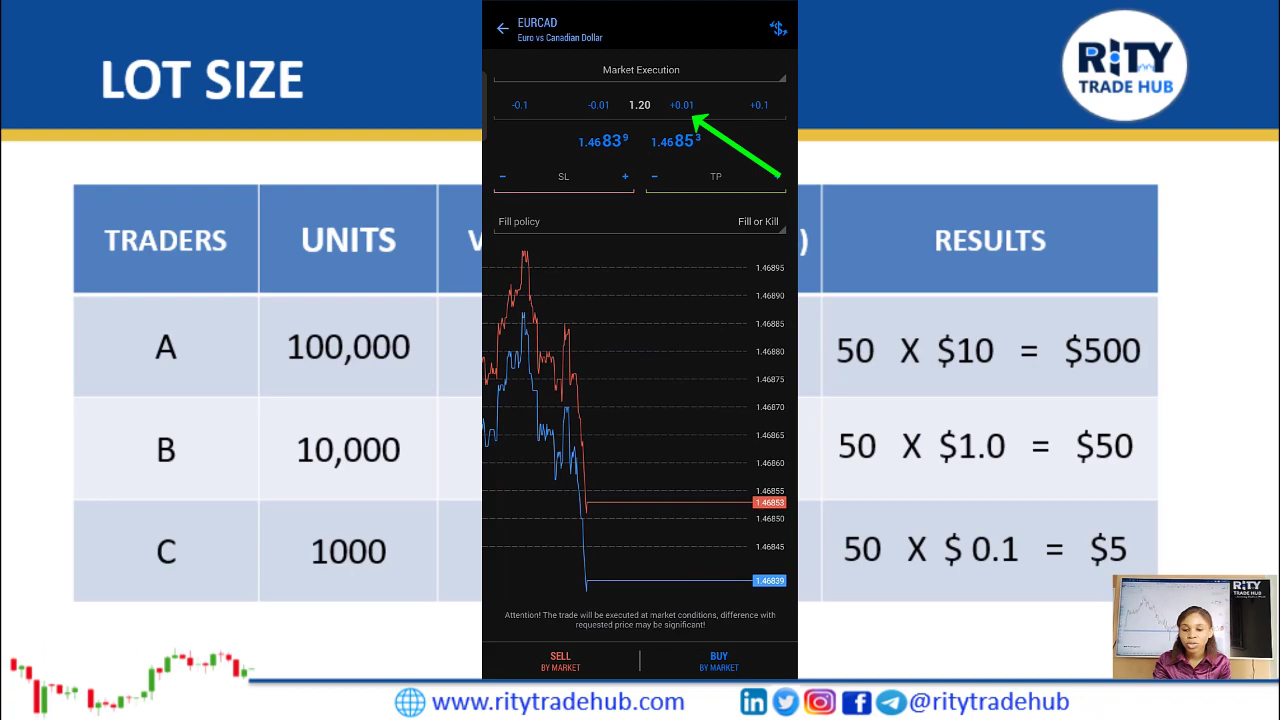 LOT SIZE
EURCAD
Euro vs Canadian Dollar
RITY
TRADE HUB
Market Execution
-0.1 -0.01 1.20 +0.01 +0.1
1.46839 1.46853
− SL + − TP
Fill policy Fill or Kill
TRADERS UNITS V ) RESULTS
A 100,000 50 X $10 = $500
B 10,000 50 X $1.0 = $50
C 1000 50 X $ 0.1 = $5
1.46895
1.46890
1.46885
1.46880
1.46875
1.46870
1.46865
1.46860
1.46855
1.46853
1.46850
1.46845
1.46839
Attention! The trade will be executed at market conditions, difference with
requested price may be significant!
SELL
BY MARKET
BUY
BY MARKET
RITY
TRADE HUB
www.ritytradehub.com @ritytradehub